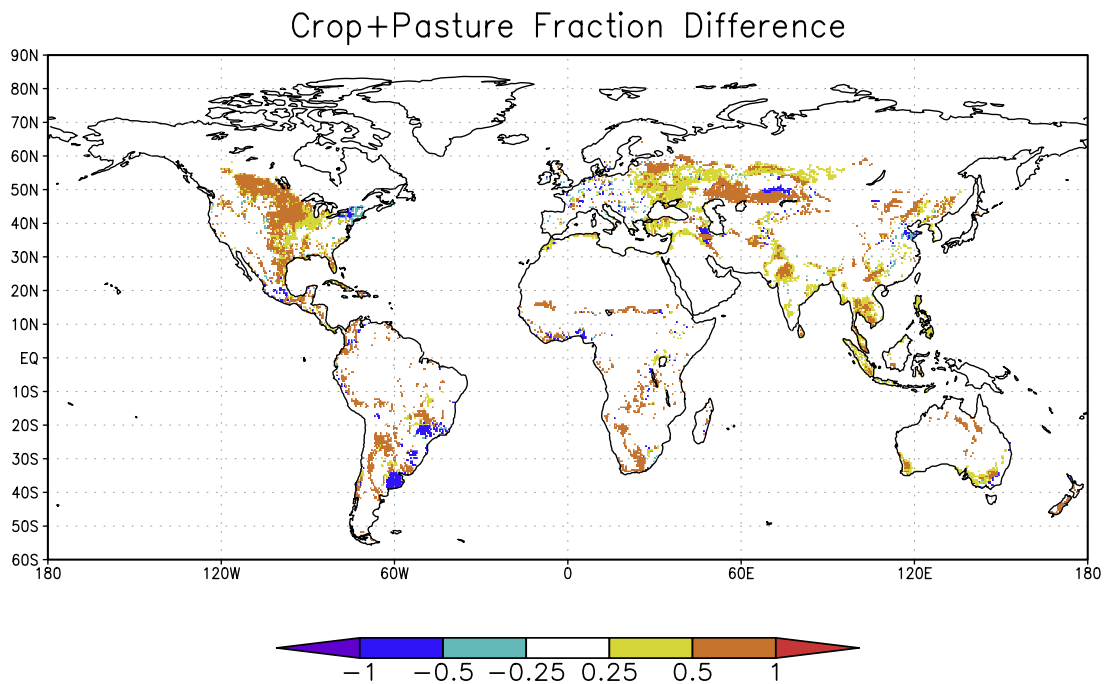 Crop+Pasture Fraction Difference
90N
80N
70N
60N
50N
40N
30N
20N
10N
EQ
10S
20S
30S
40S
50S
60S
180 120W 60W 0 60E 120E 180
−1 −0.5 −0.25 0.25 0.5 1